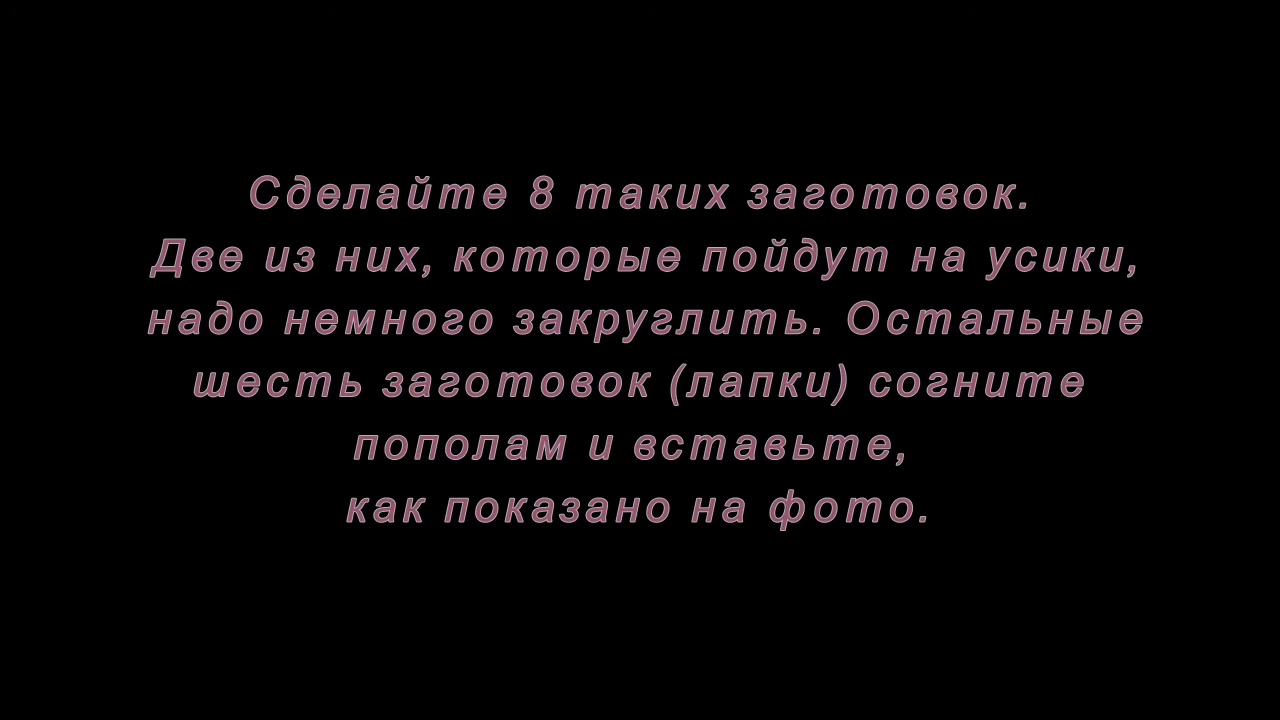 Сделайте 8 таких заготовок.
Две из них, которые пойдут на усики,
надо немного закруглить. Остальные
шесть заготовок (лапки) согните
пополам и вставьте,
как показано на фото.